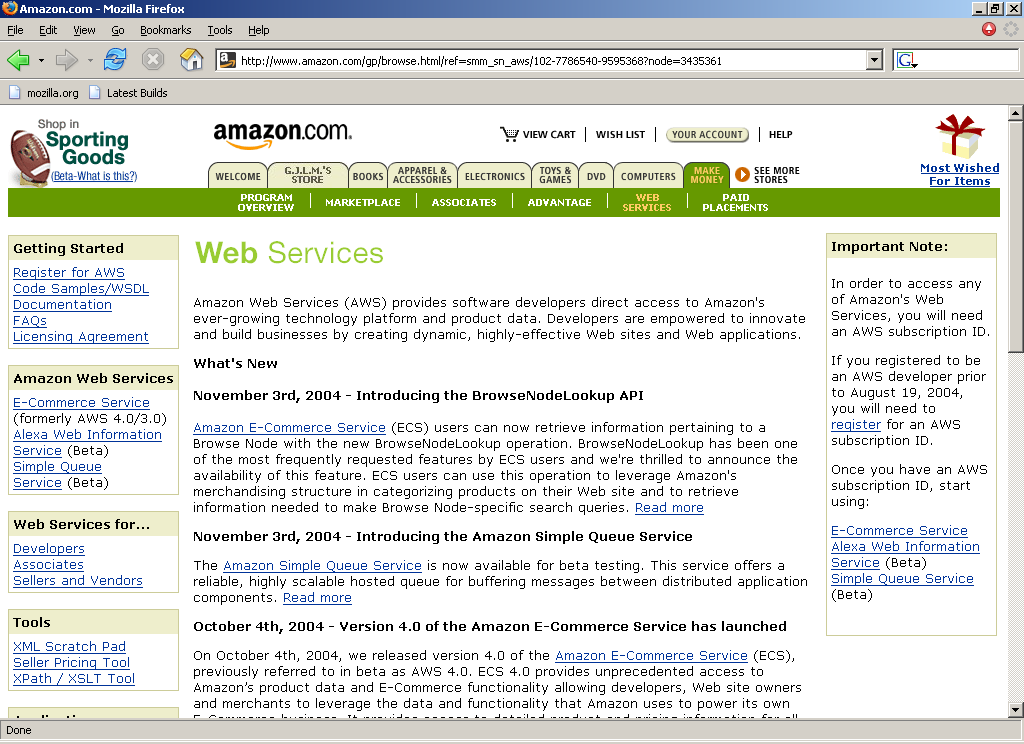 Amazon.com - Mozilla Firefox
File Edit View Go Bookmarks Tools Help
http://www.amazon.com/gp/browse.html/ref=smm_sn_aws/102-7786540-9595368?node=3435361
G
mozilla.org Latest Builds
Shop in
Sporting
Goods
(Beta-What is this?)
amazon.com.
VIEW CART WISH LIST YOUR ACCOUNT HELP
WELCOME
G.J.L.M.'S
STORE
BOOKS
APPAREL &
ACCESSORIES
ELECTRONICS
TOYS &
GAMES
DVD
COMPUTERS
MAKE
MONEY
SEE MORE
STORES
Most Wished
For Items
PROGRAM
OVERVIEW
MARKETPLACE
ASSOCIATES
ADVANTAGE
WEB
SERVICES
PAID
PLACEMENTS
Getting Started
Register for AWS
Code Samples/WSDL
Documentation
FAQs
Licensing Agreement
Amazon Web Services
E-Commerce Service
(formerly AWS 4.0/3.0)
Alexa Web Information
Service (Beta)
Simple Queue
Service (Beta)
Web Services for...
Developers
Associates
Sellers and Vendors
Tools
XML Scratch Pad
Seller Pricing Tool
XPath / XSLT Tool
Web Services
Amazon Web Services (AWS) provides software developers direct access to Amazon's
ever-growing technology platform and product data. Developers are empowered to innovate
and build businesses by creating dynamic, highly-effective Web sites and Web applications.
What's New
November 3rd, 2004 - Introducing the BrowseNodeLookup API
Amazon E-Commerce Service (ECS) users can now retrieve information pertaining to a
Browse Node with the new BrowseNodeLookup operation. BrowseNodeLookup has been one
of the most frequently requested features by ECS users and we're thrilled to announce the
availability of this feature. ECS users can use this operation to leverage Amazon's
merchandising structure in categorizing products on their Web site and to retrieve
information needed to make Browse Node-specific search queries. Read more
November 3rd, 2004 - Introducing the Amazon Simple Queue Service
The Amazon Simple Queue Service is now available for beta testing. This service offers a
reliable, highly scalable hosted queue for buffering messages between distributed application
components. Read more
October 4th, 2004 - Version 4.0 of the Amazon E-Commerce Service has launched
On October 4th, 2004, we released version 4.0 of the Amazon E-Commerce Service (ECS),
previously referred to in beta as AWS 4.0. ECS 4.0 provides unprecedented access to
Amazon's product data and E-Commerce functionality allowing developers, Web site owners
and merchants to leverage the data and functionality that Amazon uses to power its own
E-Commerce business. It provides access to detailed product and pricing information for all
Important Note:
In order to access any
of Amazon's Web
Services, you will need
an AWS subscription ID.
If you registered to be
an AWS developer prior
to August 19, 2004,
you will need to
register for an AWS
subscription ID.
Once you have an AWS
subscription ID, start
using:
E-Commerce Service
Alexa Web Information
Service (Beta)
Simple Queue Service
(Beta)
Done